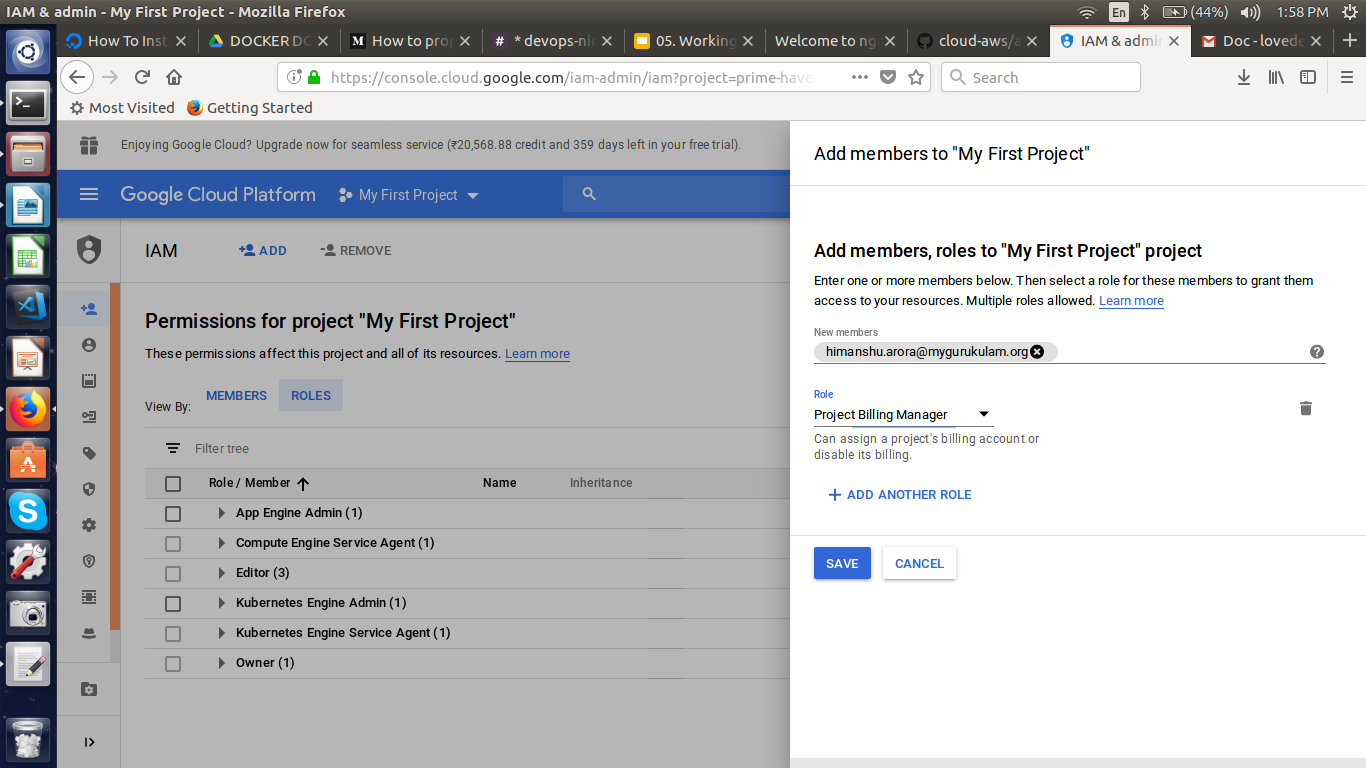 IAM & admin - My First Project - Mozilla Firefox
En (44%) 1:58 PM
How To Inst DOCKER DO How to prop * devops-nin 05. Working Welcome to ng cloud-aws/a IAM & admin Doc - lovede
https://console.cloud.google.com/iam-admin/iam?project=prime-have ... Search
Most Visited Getting Started
Enjoying Google Cloud? Upgrade now for seamless service (₹20,568.88 credit and 359 days left in your free trial).
Google Cloud Platform My First Project
IAM ADD REMOVE
Permissions for project "My First Project"
These permissions affect this project and all of its resources. Learn more
View By: MEMBERS ROLES
Filter tree
Role / Member Name Inheritance
App Engine Admin (1)
Compute Engine Service Agent (1)
Editor (3)
Kubernetes Engine Admin (1)
Kubernetes Engine Service Agent (1)
Owner (1)
Add members to "My First Project"
Add members, roles to "My First Project" project
Enter one or more members below. Then select a role for these members to grant them
access to your resources. Multiple roles allowed. Learn more
New members
himanshu.arora@mygurukulam.org
Role
Project Billing Manager
Can assign a project's billing account or
disable its billing.
ADD ANOTHER ROLE
SAVE CANCEL